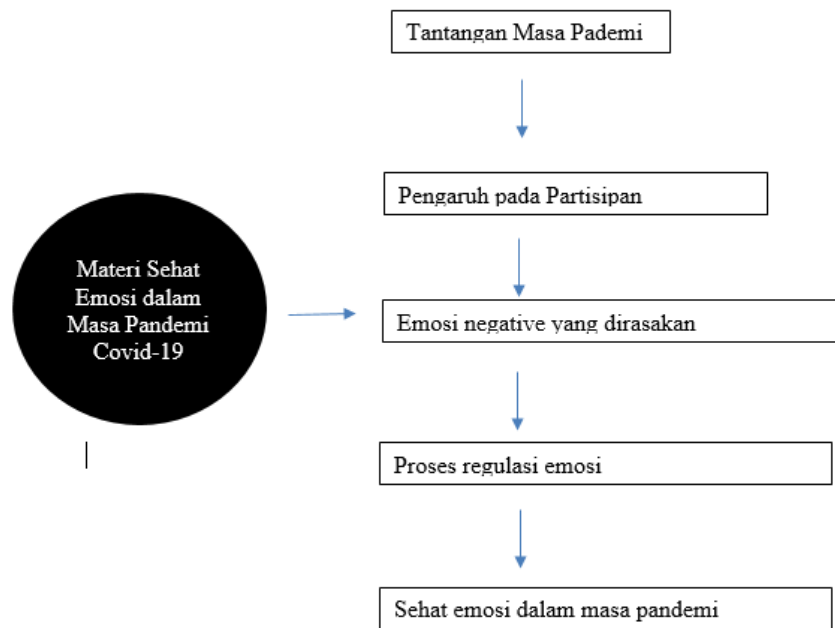 Tantangan Masa Pademi
Pengaruh pada Partisipan
Materi Sehat
Emosi dalam
Masa Pandemi
Covid-19
Emosi negative yang dirasakan
Proses regulasi emosi
Sehat emosi dalam masa pandemi